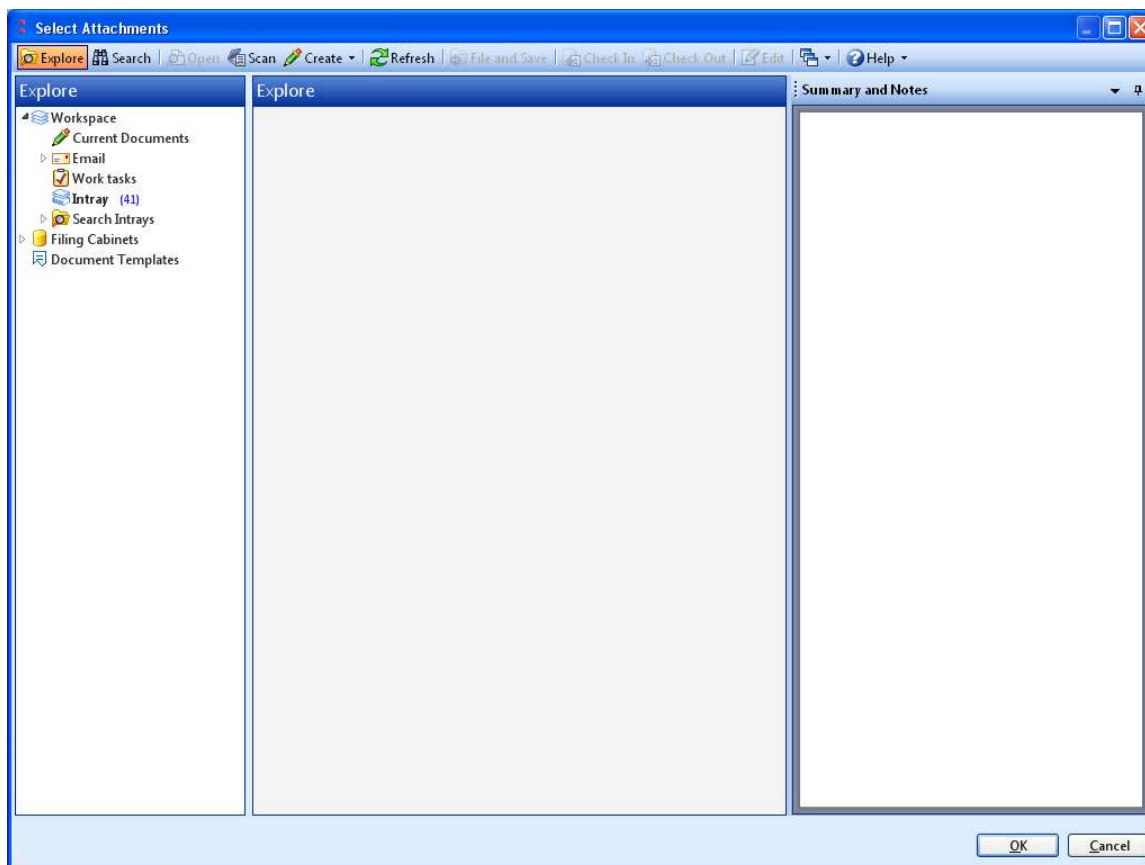 Select Attachments
Explore Search Open Scan Create Refresh File and Save Check In Check Out Edit Help
Explore
Workspace
Current Documents
Email
Work tasks
Intray (41)
Search Intrays
Filing Cabinets
Document Templates
Explore
Summary and Notes
OK Cancel